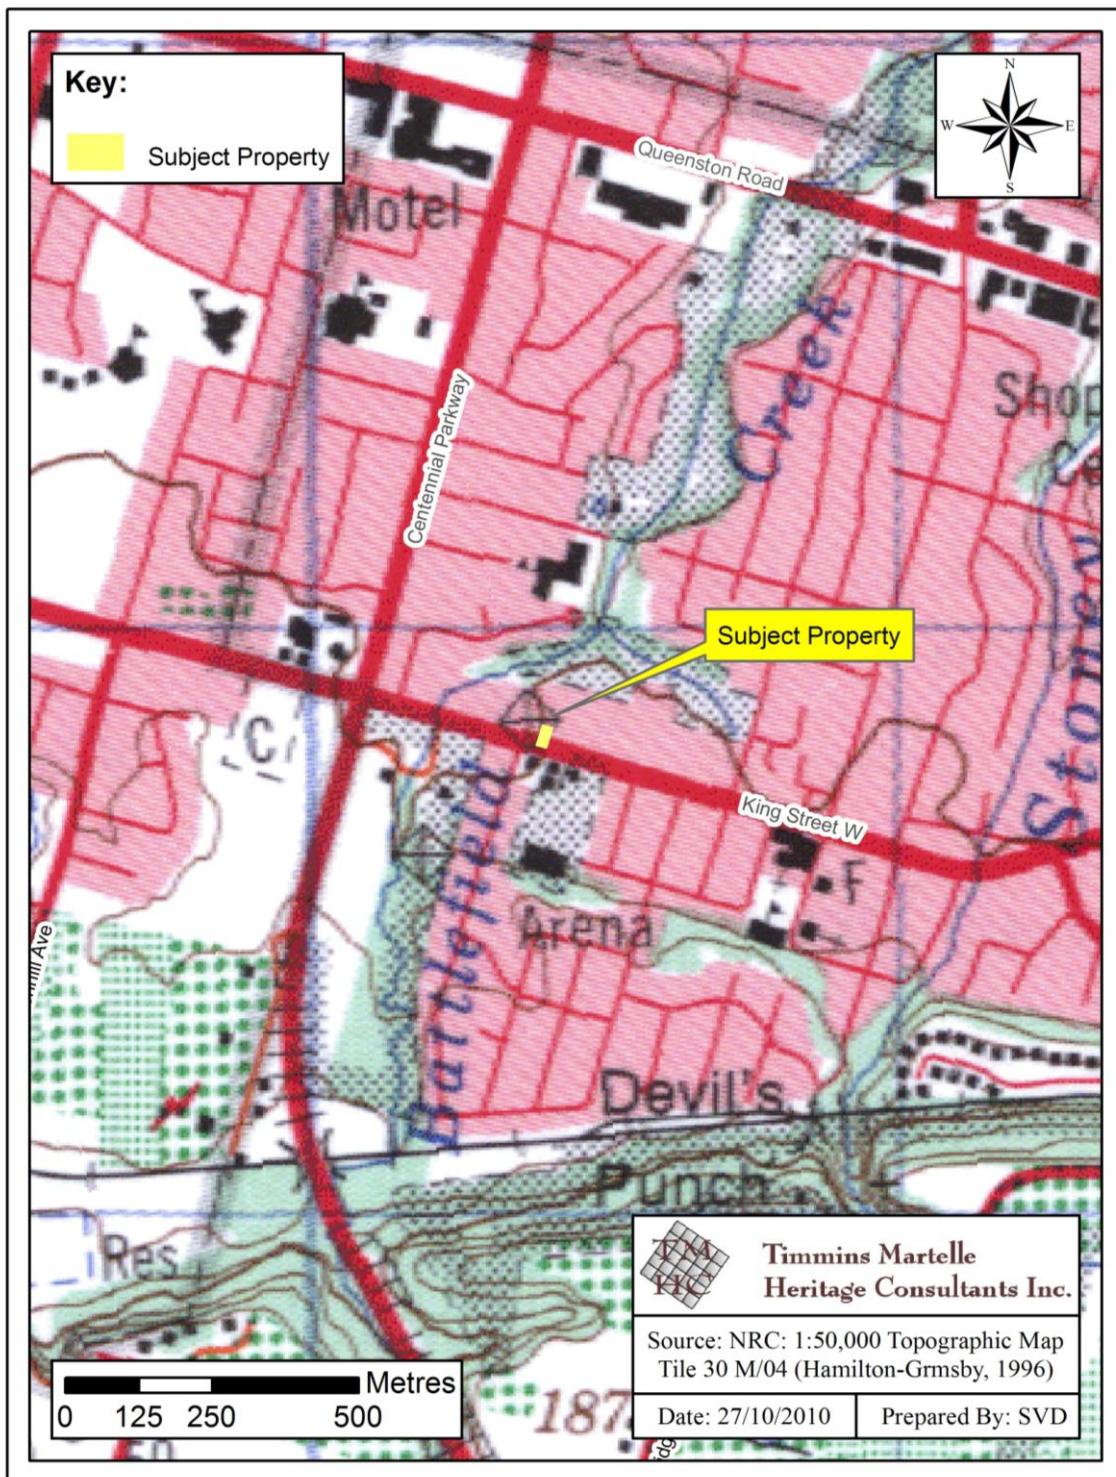 Key:
Subject Property
N
W E
S
Queenston Road
Motel
Creek
Shop
Centennial Parkway
Subject Property
C
Stoney
King Street W
Battlefield
F
Arena
Devil's
Punch
Res
TM
HC
Timmins Martelle
Heritage Consultants Inc.
Source: NRC: 1:50,000 Topographic Map
Tile 30 M/04 (Hamilton-Grmsby, 1996)
Date: 27/10/2010
Prepared By: SVD
Metres
0 125 250 500
187